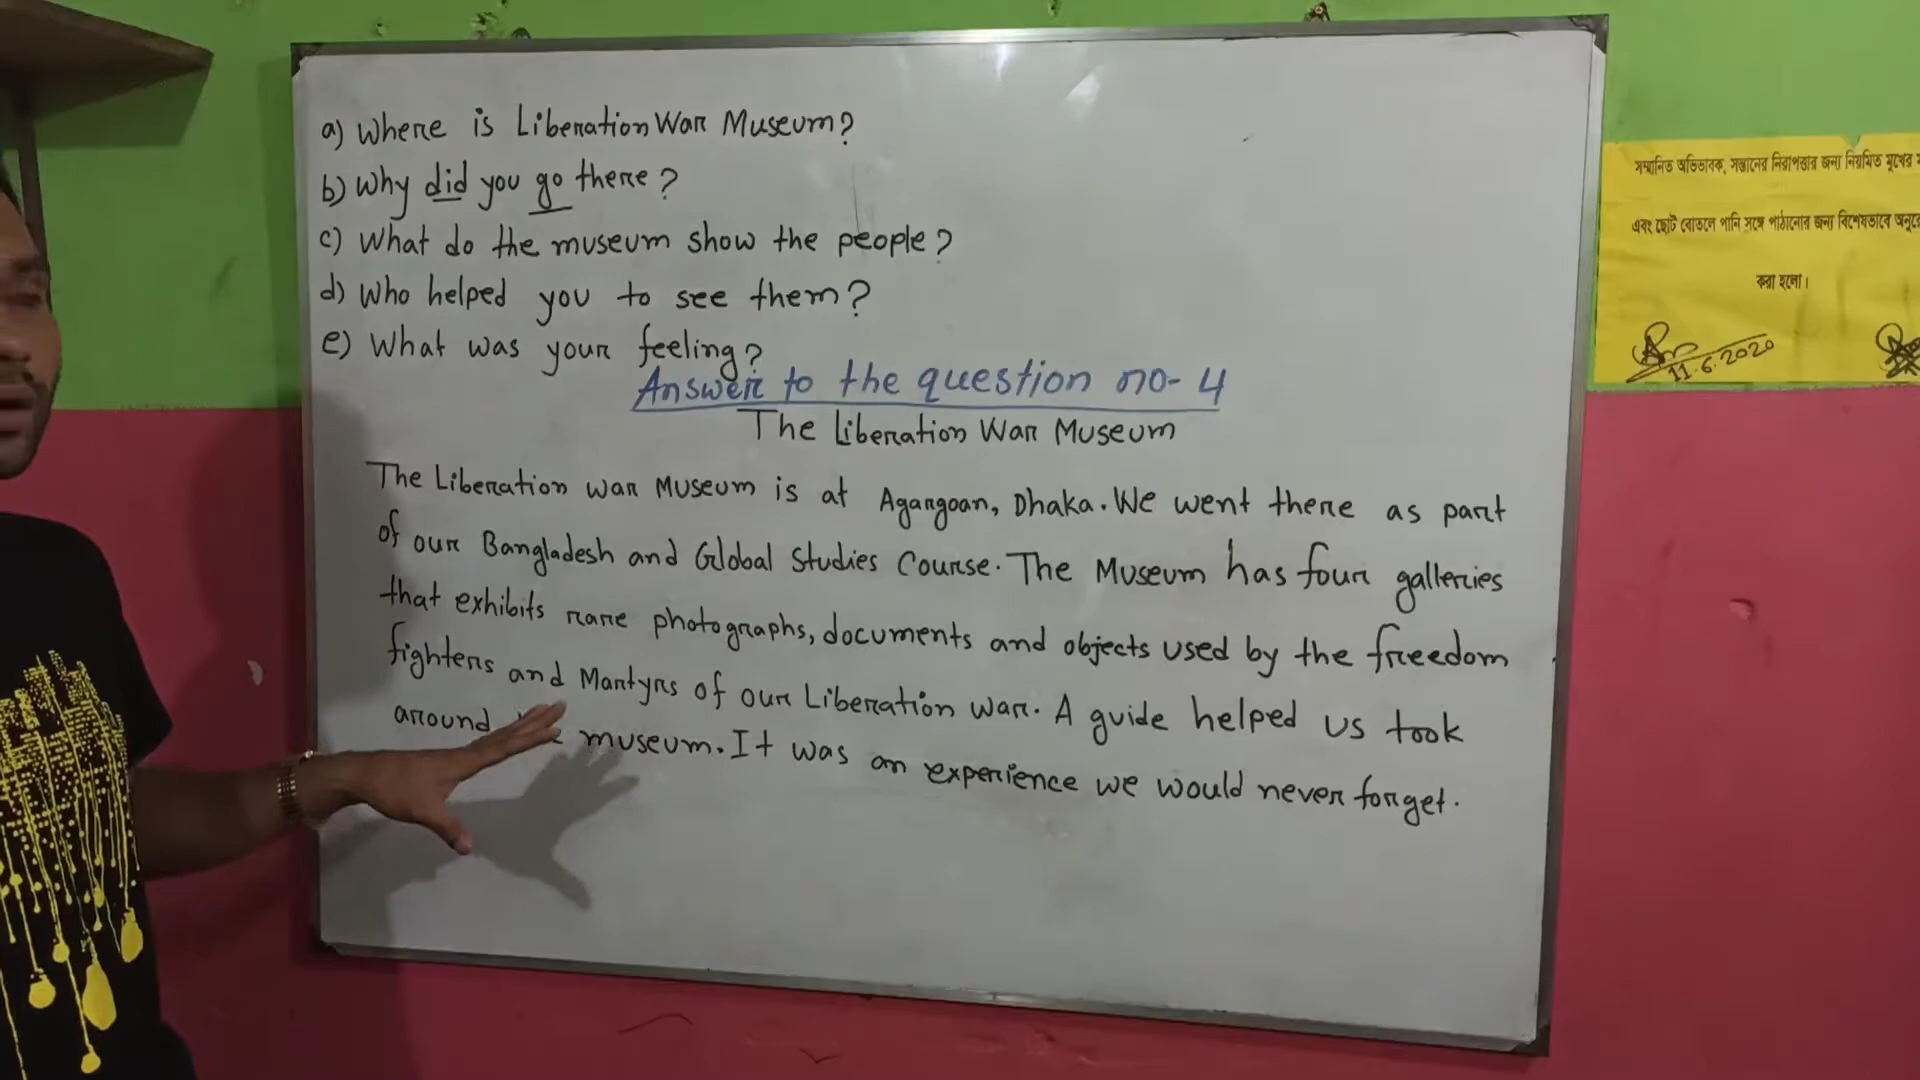 a) Where is Liberation War Museum?
b) Why did you go there?
c) What do the museum show the people?
d) Who helped you to see them?
e) What was your feeling?
Answer to the question no- 4
The Liberation War Museum
The Liberation war Museum is at Agargoan, Dhaka. We went there as part
of our Bangladesh and Global Studies Course. The Museum has four galleries
that exhibits rare photographs, documents and objects used by the freedom
fighters and Martyrs of our Liberation war. A guide helped us took
around museum. It was an experience we would never forget.
সম্মানিত অভিভাবক, সন্তানের নিরাপত্তার জন্য নিয়মিত মুখের
এবং ছোট বোতলে পানি সঙ্গে পাঠানোর জন্য বিশেষভাবে
করা হলো।
11.6.2020